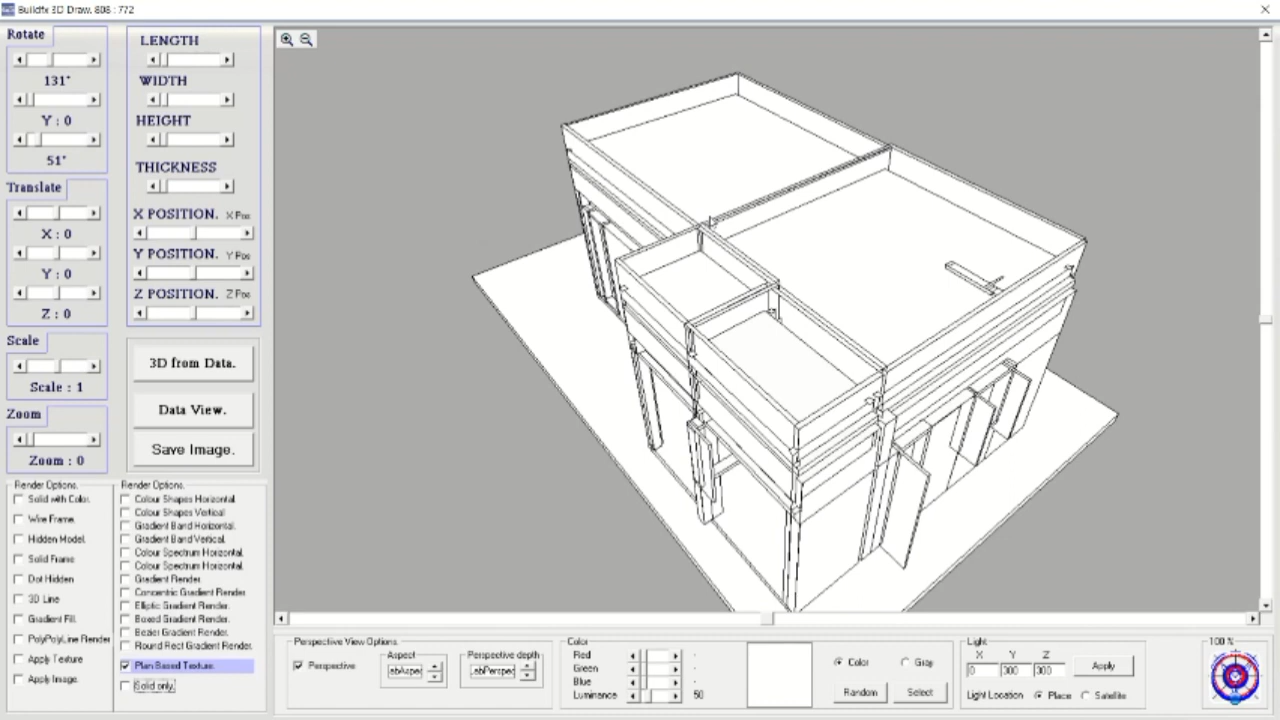 Buildfx 3D Draw. 808 : 772
Rotate
131°
Y : 0
51°
Translate
X : 0
Y : 0
Z : 0
Scale
Scale : 1
Zoom
Zoom : 0
LENGTH
WIDTH
HEIGHT
THICKNESS
X POSITION. X Pos
Y POSITION. Y Pos
Z POSITION. Z Pos
3D from Data.
Data View.
Save Image.
Render Options.
Solid with Color.
Wire Frame.
Hidden Model.
Solid Frame
Dot Hidden
3D Line
Gradient Fill.
PolyPolyLine Render
Apply Texture
Apply Image.
Render Options.
Colour Shapes Horizontal.
Colour Shapes Vertical
Gradient Band Horizontal.
Gradient Band Vertical.
Colour Spectrum Horizontal.
Colour Spectrum Horizontal.
Gradient Render.
Concentric Gradient Render
Elliptic Gradient Render.
Boxed Gradient Render.
Bezier Gradient Render.
Round Rect Gradient Render.
Plan Based Texture.
Solid only.
Perspective View Options.
Perspective
Aspect
Perspective depth
Color
Red
Green
Blue
Luminance 50
Color Gray
Random Select
Light
X Y Z
0 300 300 Apply
Light Location Place Satellite
100 %